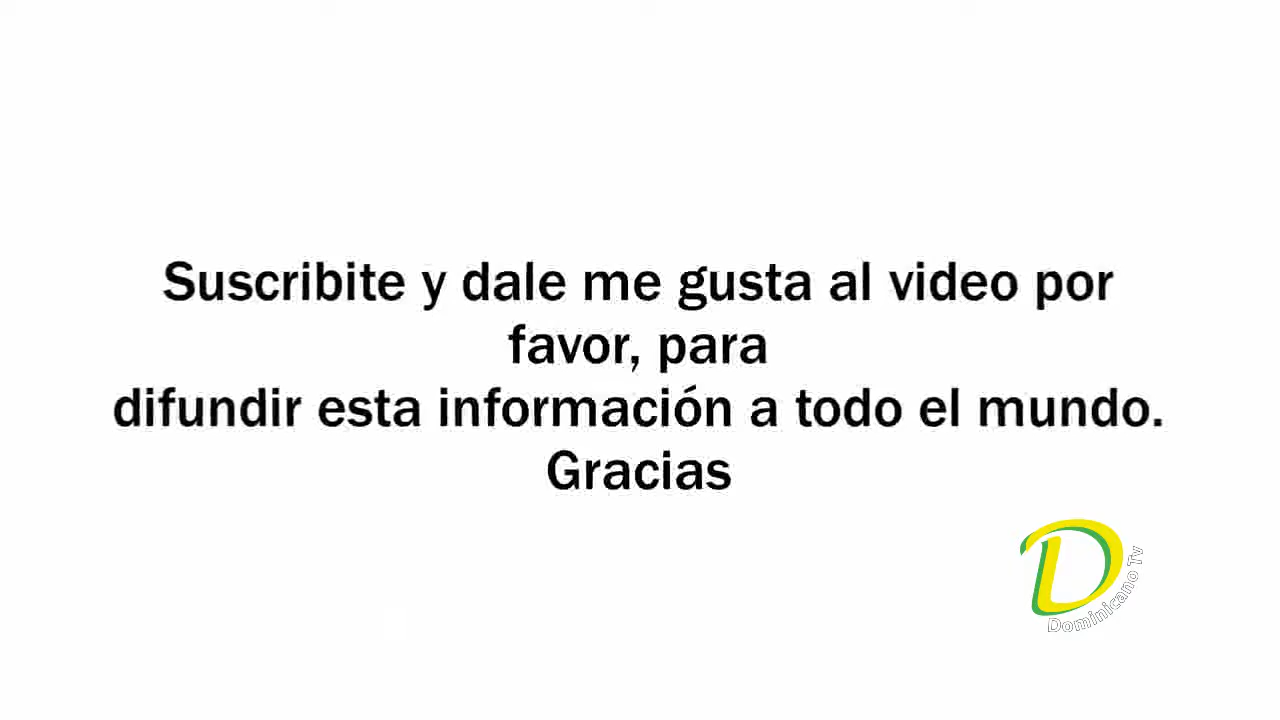 Suscribite y dale me gusta al video por
favor, para
difundir esta información a todo el mundo.
Gracias
D
Dominicano Tv